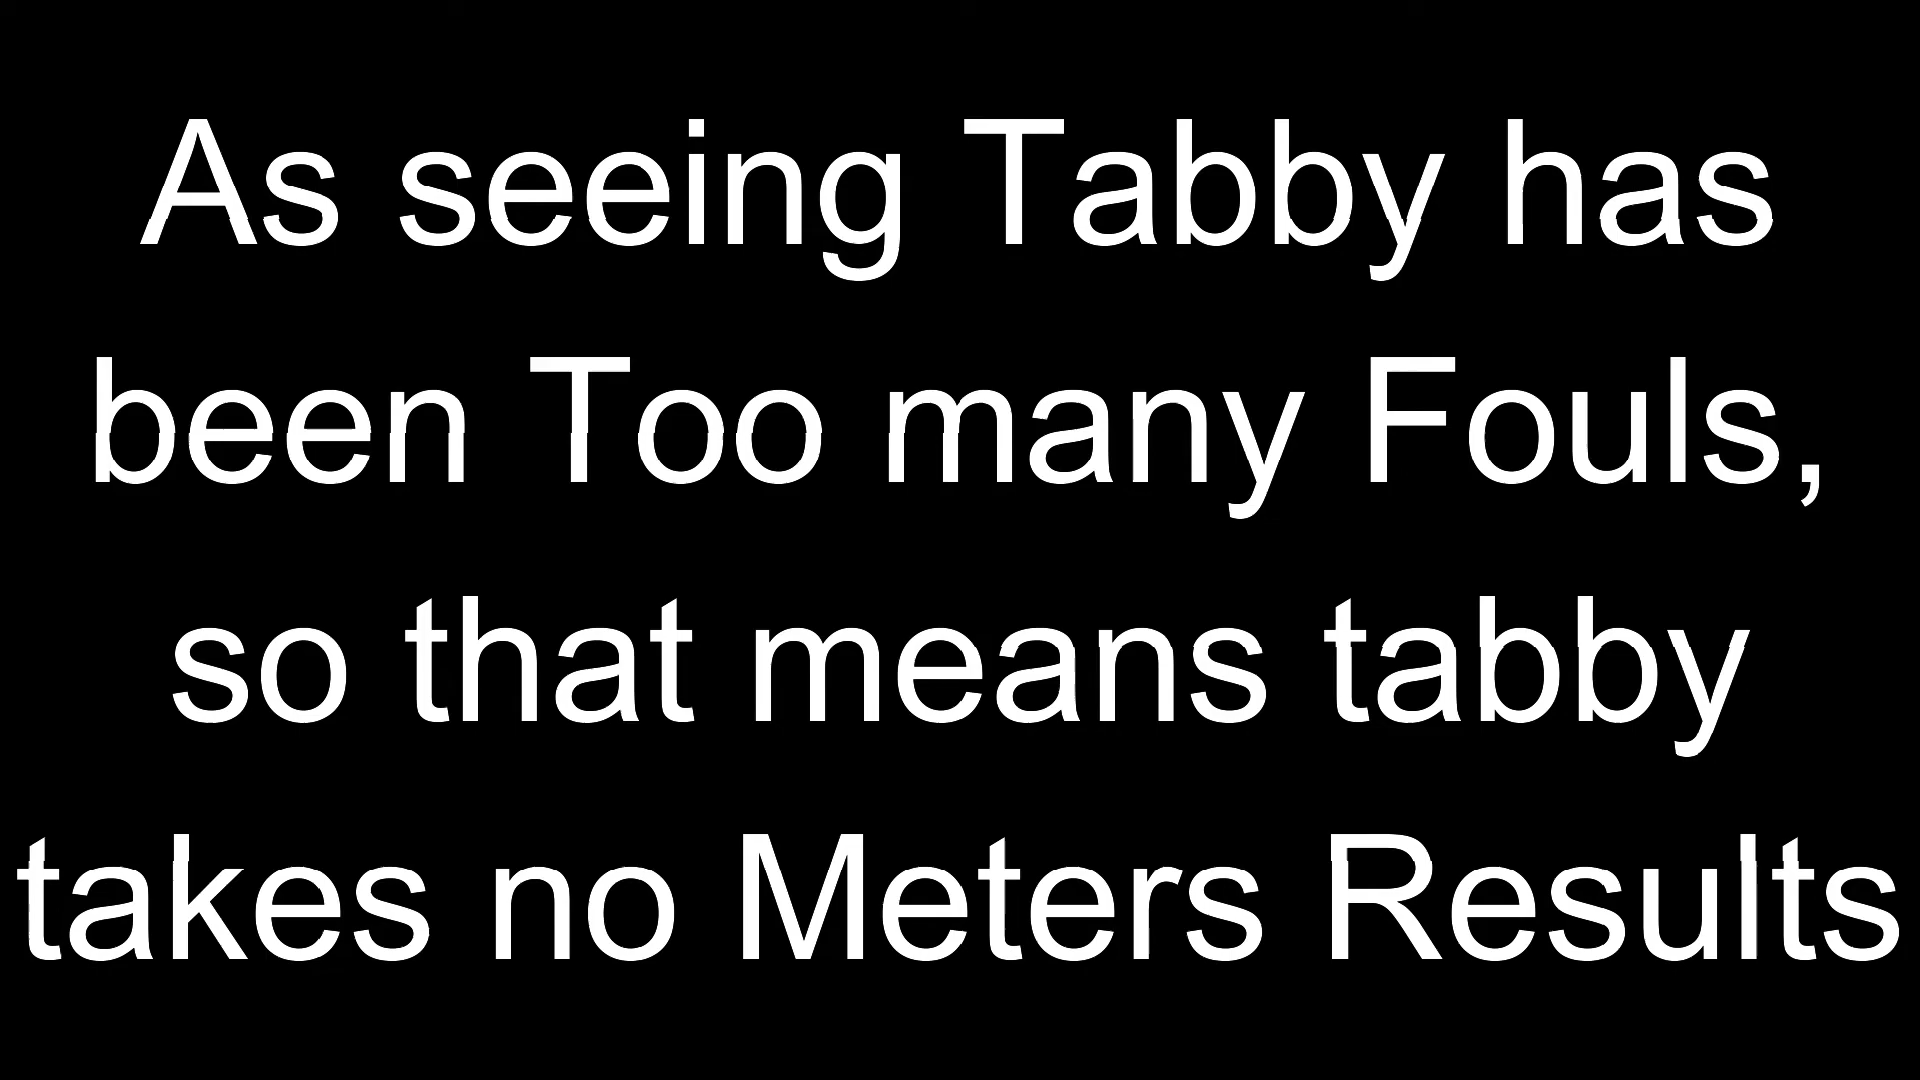 As seeing Tabby has
been Too many Fouls,
so that means tabby
takes no Meters Results